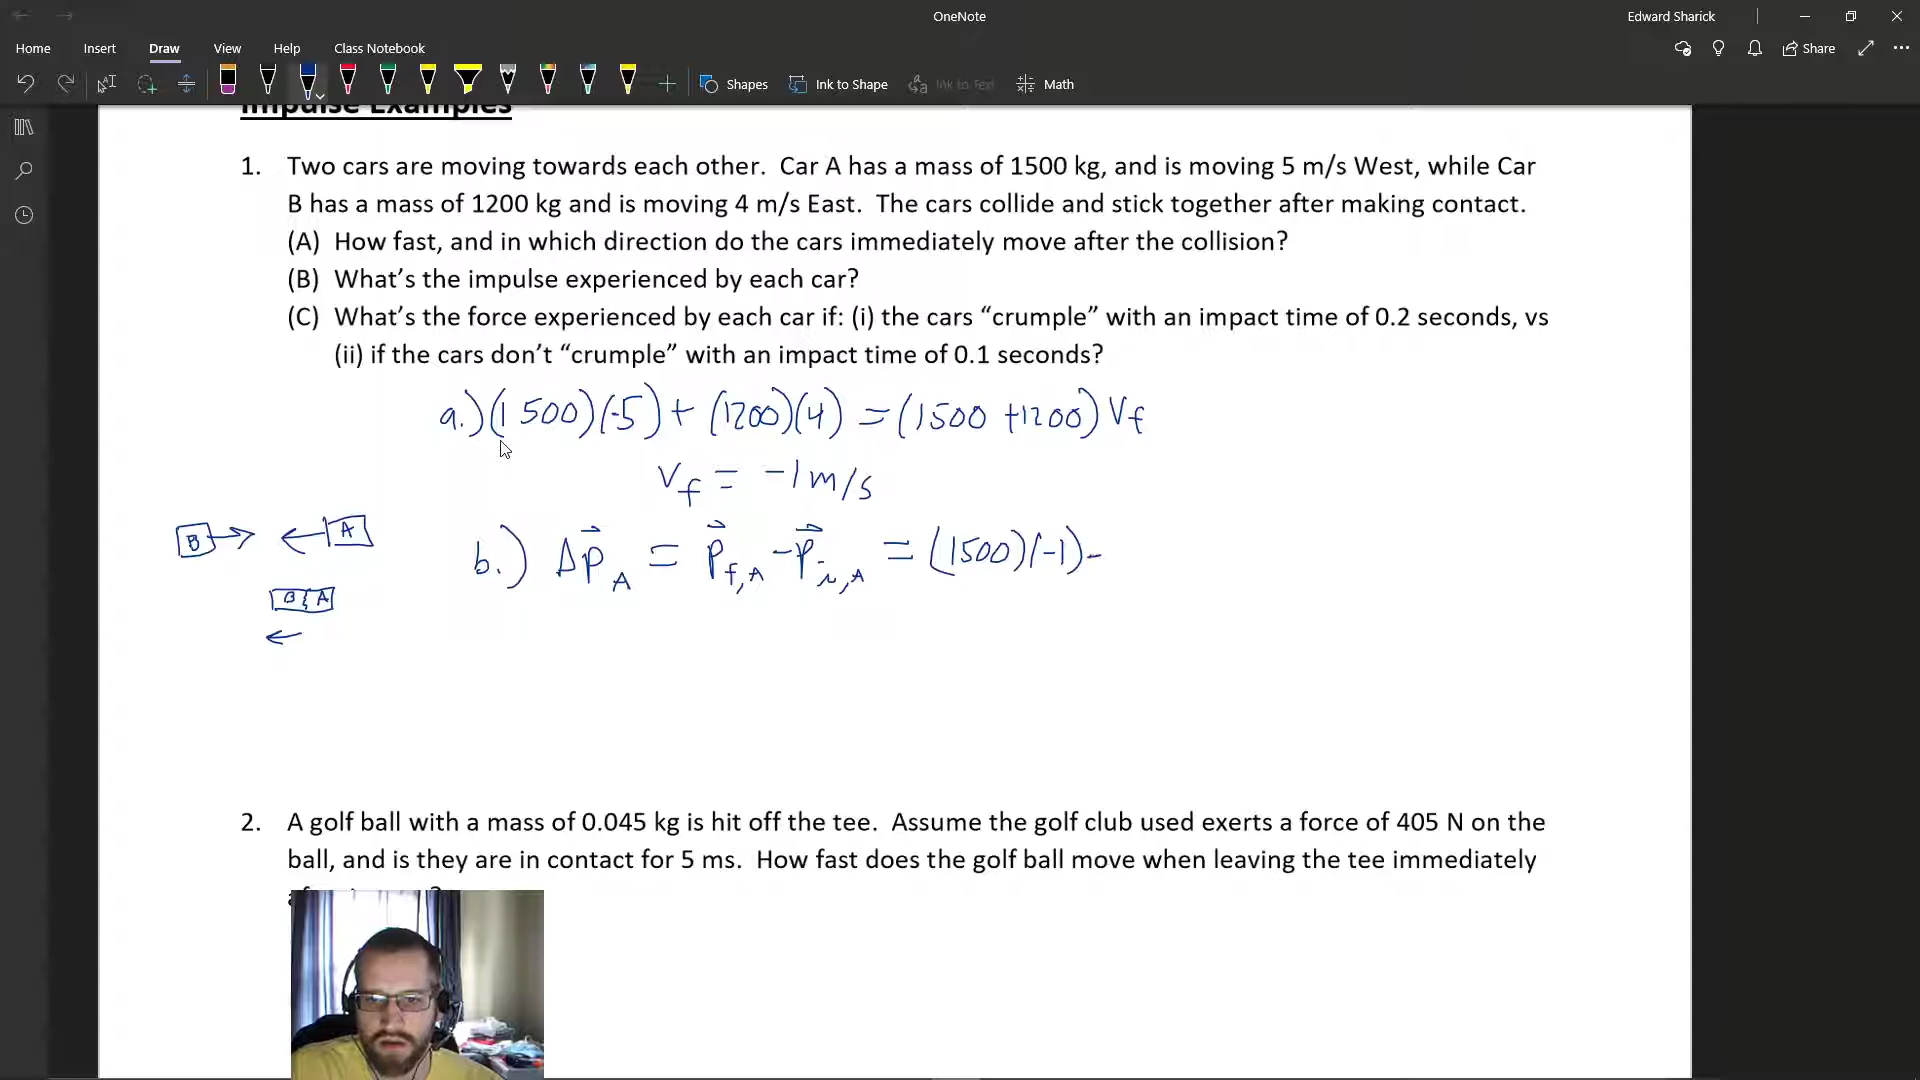 OneNote
Edward Sharick
Home Insert Draw View Help Class Notebook
Share
Shapes Ink to Shape Ink to Text Math
Impulse Examples
1. Two cars are moving towards each other. Car A has a mass of 1500 kg, and is moving 5 m/s West, while Car
B has a mass of 1200 kg and is moving 4 m/s East. The cars collide and stick together after making contact.
(A) How fast, and in which direction do the cars immediately move after the collision?
(B) What’s the impulse experienced by each car?
(C) What’s the force experienced by each car if: (i) the cars “crumple” with an impact time of 0.2 seconds, vs
(ii) if the cars don’t “crumple” with an impact time of 0.1 seconds?
a.) (1500)(-5) + (1200)(4) = (1500 +1200) Vf
Vf = -1 m/s
B A
b.) Δp⃗A = p⃗f,A - p⃗i,A = (1500)(-1) -
B A
2. A golf ball with a mass of 0.045 kg is hit off the tee. Assume the golf club used exerts a force of 405 N on the
ball, and is they are in contact for 5 ms. How fast does the golf ball move when leaving the tee immediately